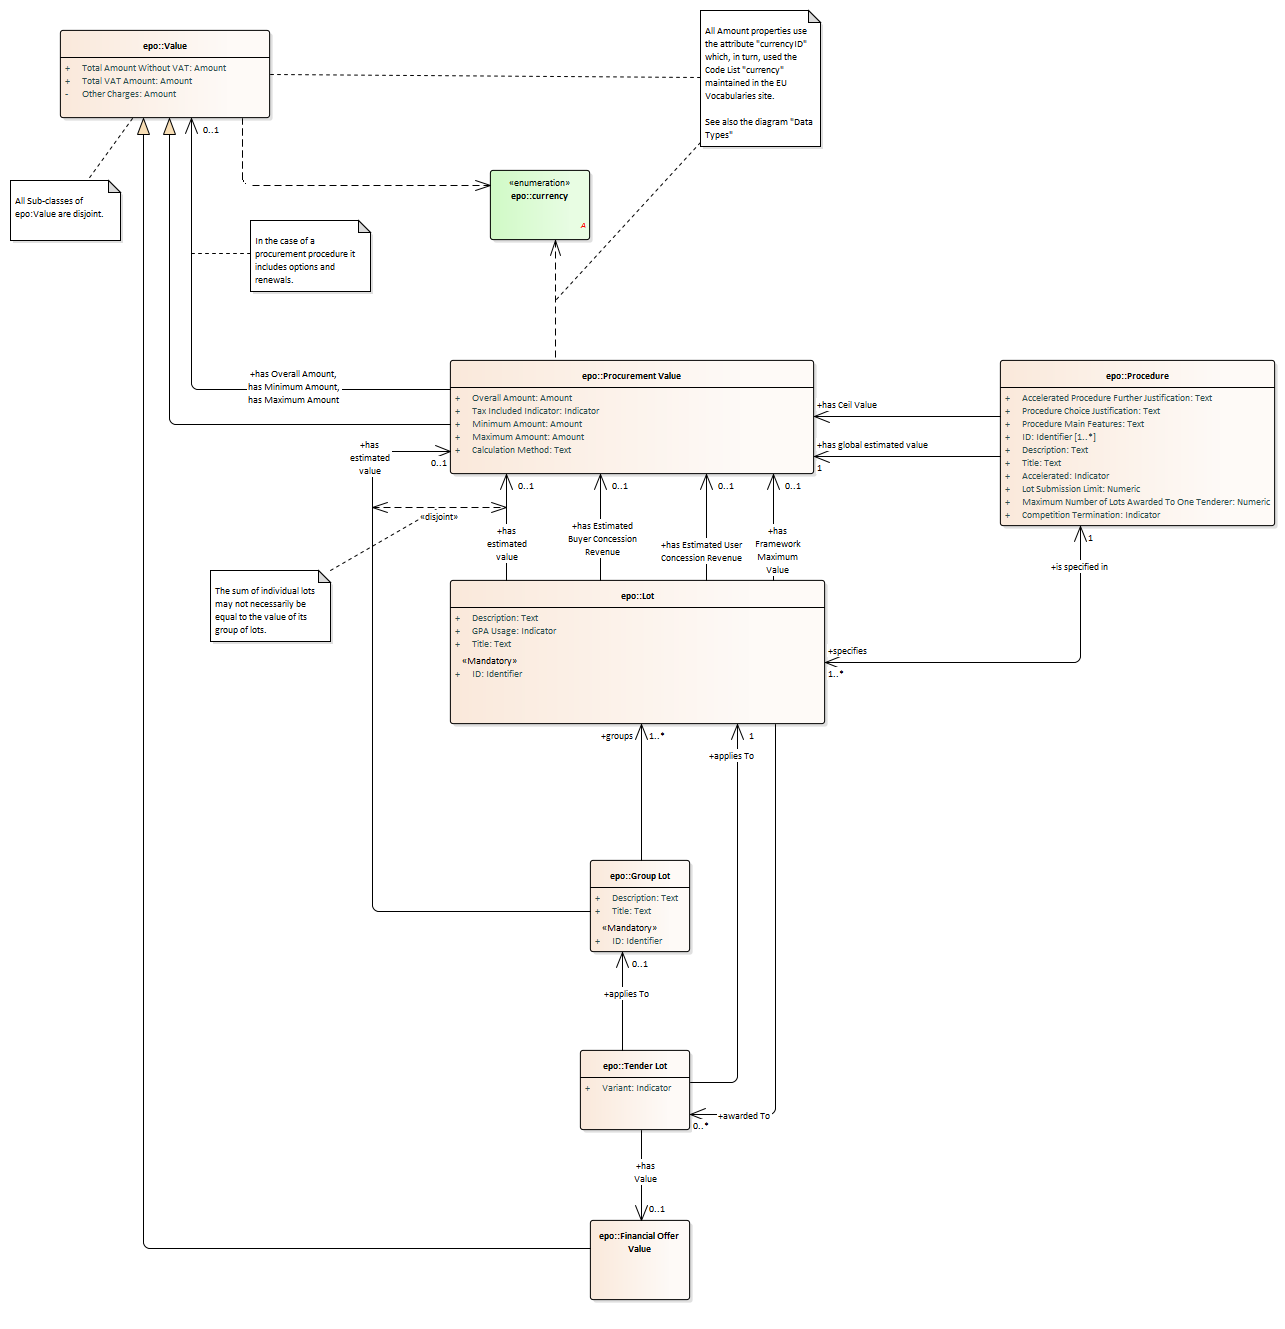 epo::Value
+ Total Amount Without VAT: Amount
+ Total VAT Amount: Amount
- Other Charges: Amount
All Amount properties use
the attribute "currencyID"
which, in turn, used the
Code List "currency"
maintained in the EU
Vocabularies site.
See also the diagram "Data
Types"
0..1
All Sub-classes of
epo:Value are disjoint.
«enumeration»
epo::currency
A
In the case of a
procurement procedure it
includes options and
renewals.
+has Overall Amount,
has Minimum Amount,
has Maximum Amount
epo::Procurement Value
+ Overall Amount: Amount
+ Tax Included Indicator: Indicator
+ Minimum Amount: Amount
+ Maximum Amount: Amount
+ Calculation Method: Text
epo::Procedure
+ Accelerated Procedure Further Justification: Text
+ Procedure Choice Justification: Text
+ Procedure Main Features: Text
+ ID: Identifier [1..*]
+ Description: Text
+ Title: Text
+ Accelerated: Indicator
+ Lot Submission Limit: Numeric
+ Maximum Number of Lots Awarded To One Tenderer: Numeric
+ Competition Termination: Indicator
+has Ceil Value
+has global estimated value
1
+has
estimated
value
0..1
«disjoint»
0..1
+has
estimated
value
0..1
+has Estimated
Buyer Concession
Revenue
0..1
+has Estimated User
Concession Revenue
0..1
+has
Framework
Maximum
Value
1
+is specified in
The sum of individual lots
may not necessarily be
equal to the value of its
group of lots.
epo::Lot
+ Description: Text
+ GPA Usage: Indicator
+ Title: Text
«Mandatory»
+ ID: Identifier
+specifies
1..*
+groups
1..*
1
+applies To
epo::Group Lot
+ Description: Text
+ Title: Text
«Mandatory»
+ ID: Identifier
0..1
+applies To
epo::Tender Lot
+ Variant: Indicator
+awarded To
0..*
+has
Value
0..1
epo::Financial Offer
Value